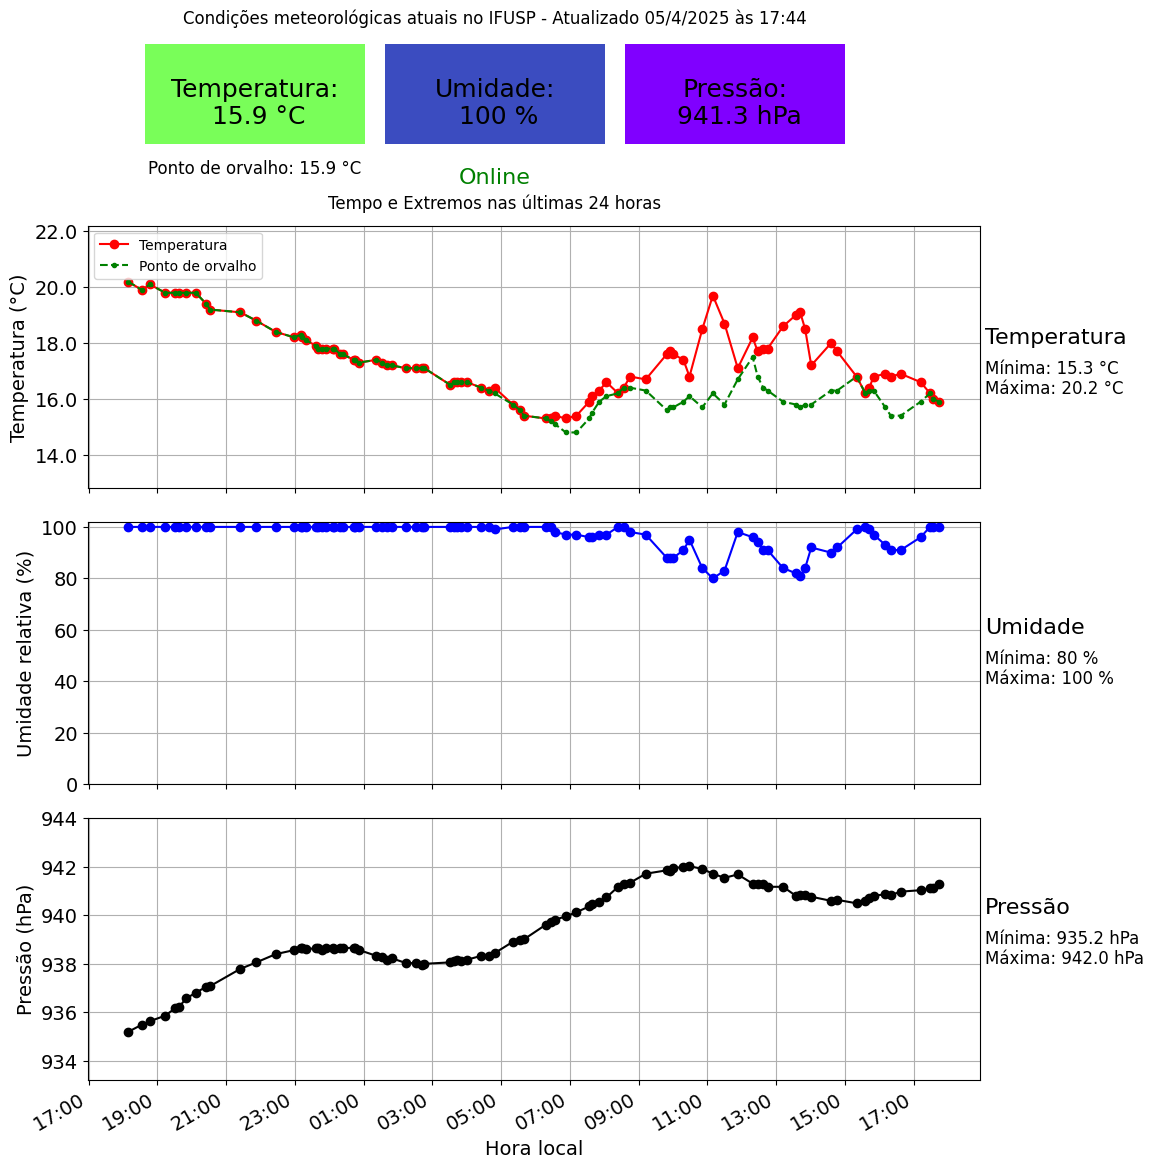 Condições meteorológicas atuais no IFUSP - Atualizado 05/4/2025 às 17:44
Temperatura:
15.9 °C
Umidade:
100 %
Pressão:
941.3 hPa
Ponto de orvalho: 15.9 °C
Online
Tempo e Extremos nas últimas 24 horas
Temperatura (°C)
22.0
20.0
18.0
16.0
14.0
Temperatura
Ponto de orvalho
Temperatura
Mínima: 15.3 °C
Máxima: 20.2 °C
Umidade relativa (%)
100
80
60
40
20
0
Umidade
Mínima: 80 %
Máxima: 100 %
Pressão (hPa)
944
942
940
938
936
934
Pressão
Mínima: 935.2 hPa
Máxima: 942.0 hPa
17:00
19:00
21:00
23:00
01:00
03:00
05:00
07:00
09:00
11:00
13:00
15:00
17:00
Hora local